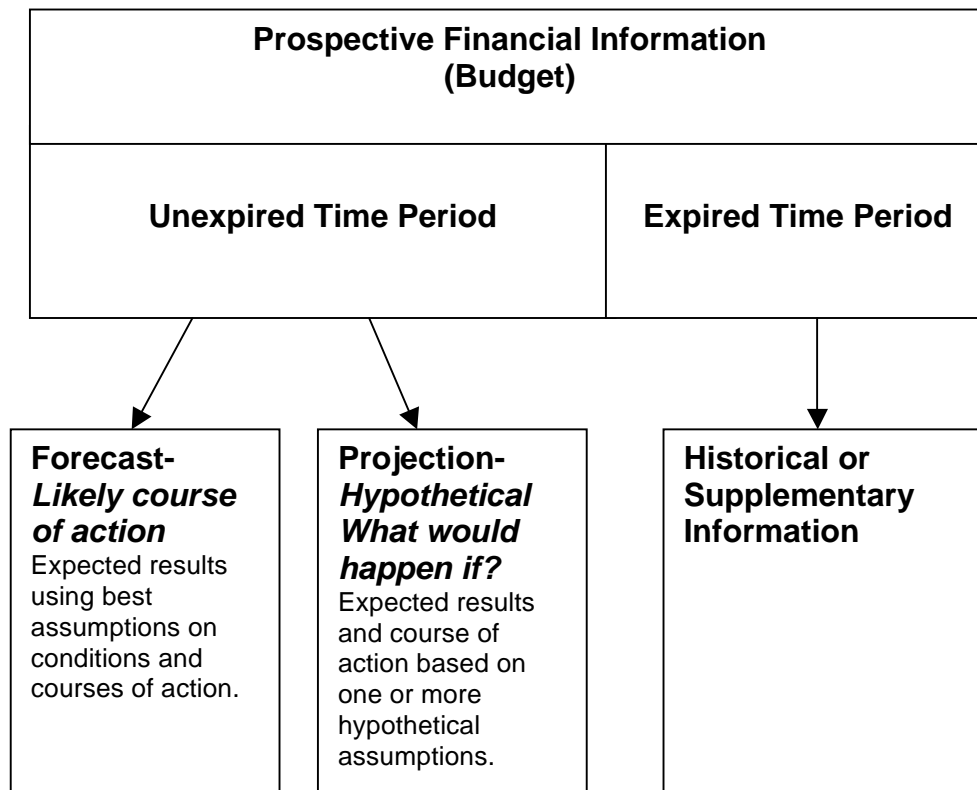 Prospective Financial Information
(Budget)
Unexpired Time Period
Expired Time Period
Forecast-
Likely course
of action
Expected results
using best
assumptions on
conditions and
courses of action.
Projection-
Hypothetical
What would
happen if?
Expected results
and course of
action based on
one or more
hypothetical
assumptions.
Historical or
Supplementary
Information